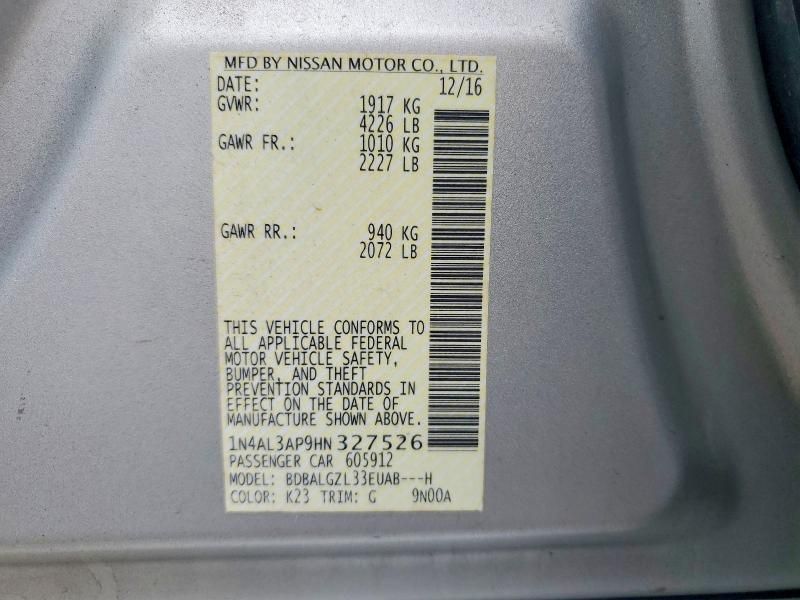 MFD BY NISSAN MOTOR CO., LTD.
DATE: 12/16
GVWR: 1917 KG
4226 LB
GAWR FR.: 1010 KG
2227 LB
GAWR RR.: 940 KG
2072 LB
THIS VEHICLE CONFORMS TO
ALL APPLICABLE FEDERAL
MOTOR VEHICLE SAFETY,
BUMPER, AND THEFT
PREVENTION STANDARDS IN
EFFECT ON THE DATE OF
MANUFACTURE SHOWN ABOVE.
1N4AL3AP9HN327526
PASSENGER CAR 605912
MODEL: BDBALGZL33EUAB---H
COLOR: K23 TRIM: G 9N00A